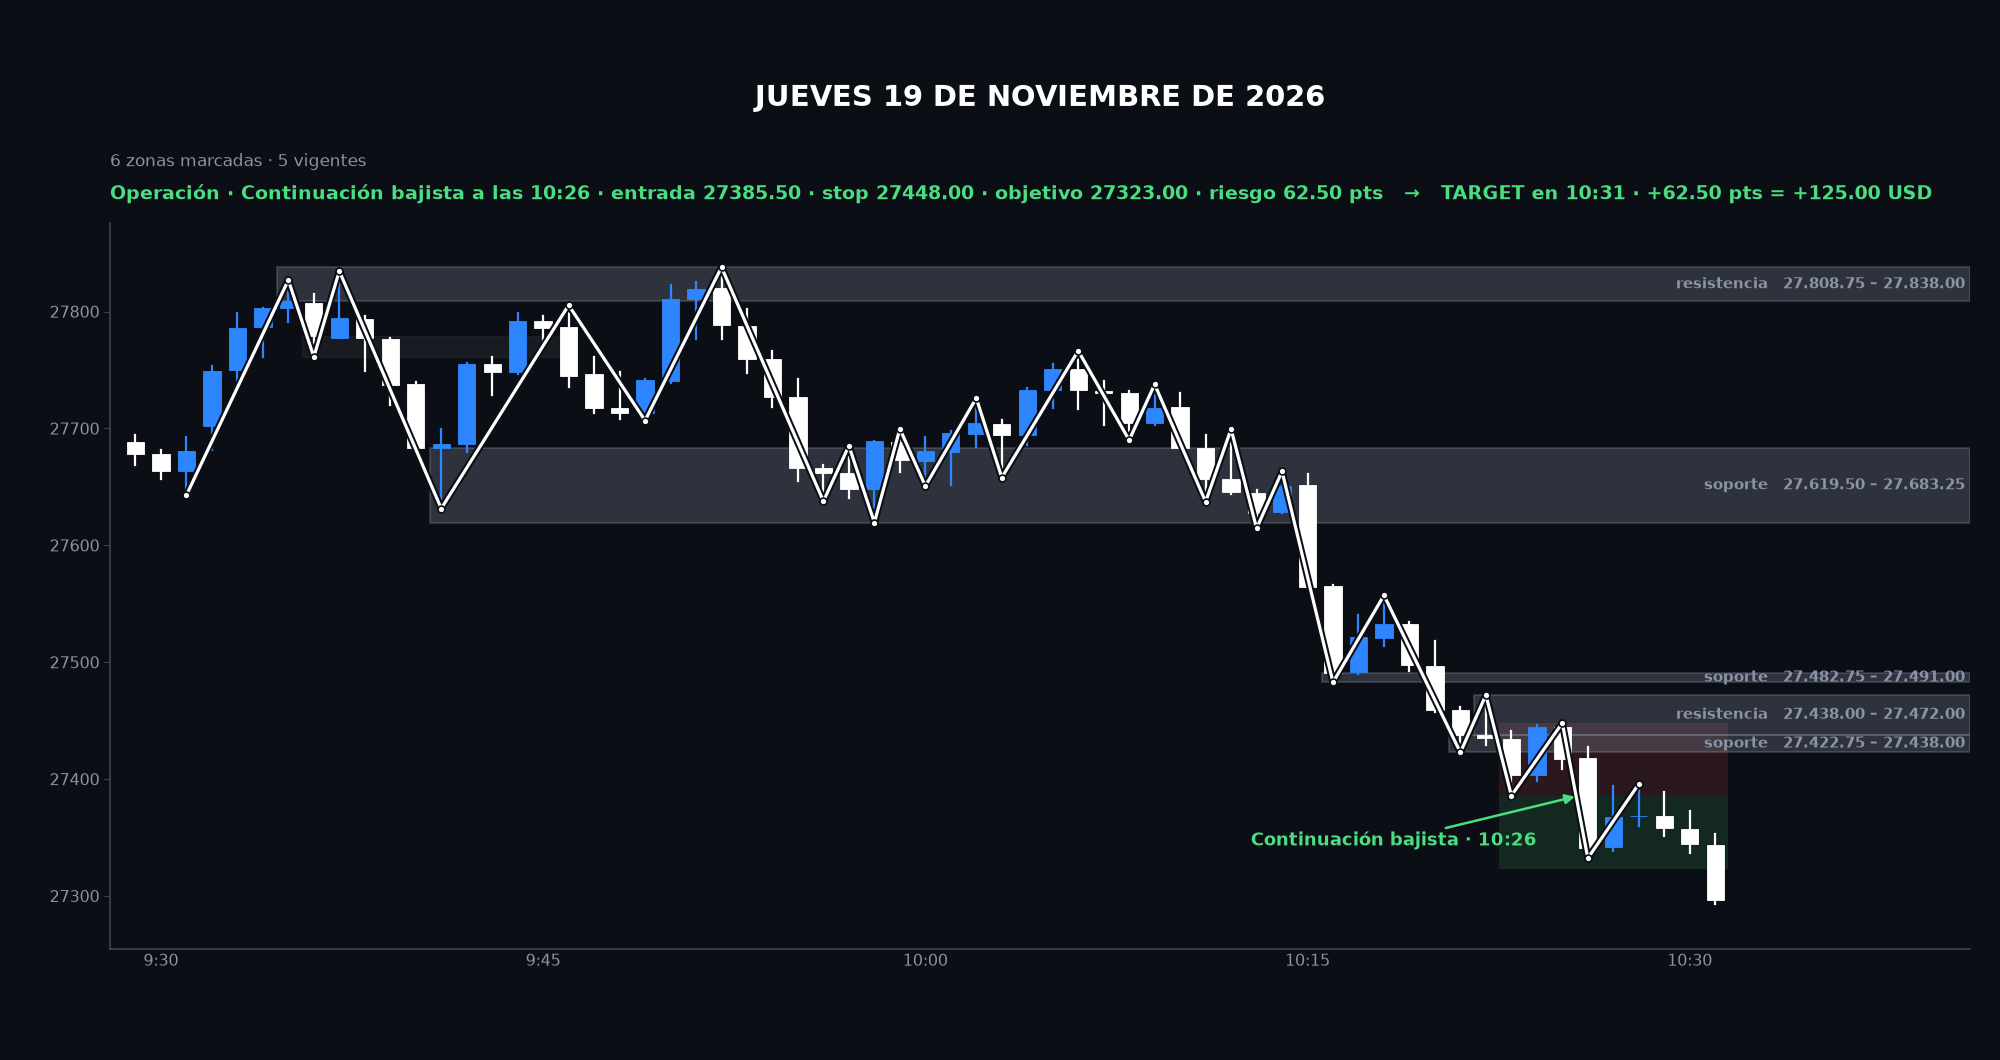 JUEVES 19 DE NOVIEMBRE DE 2026
6 zonas marcadas · 5 vigentes
Operación · Continuación bajista a las 10:26 · entrada 27385.50 · stop 27448.00 · objetivo 27323.00 · riesgo 62.50 pts → TARGET en 10:31 · +62.50 pts = +125.00 USD
resistencia 27.808.75 – 27.838.00
27800
27700
soporte 27.619.50 – 27.683.25
27600
27500
soporte 27.482.75 – 27.491.00
resistencia 27.438.00 – 27.472.00
soporte 27.422.75 – 27.438.00
27400
Continuación bajista · 10:26
27300
9:30 9:45 10:00 10:15 10:30